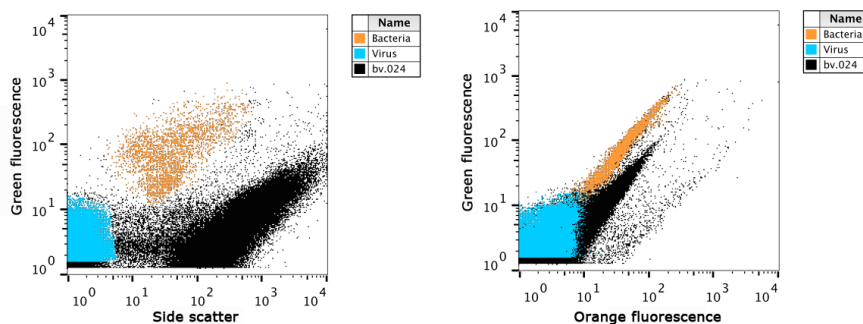 10^4
10^3
10^2
10^1
10^0
Green fluorescence
10^0 10^1 10^2 10^3 10^4
Side scatter
Name
Bacteria
Virus
bv.024
10^4
10^3
10^2
10^1
10^0
Green fluorescence
10^0 10^1 10^2 10^3 10^4
Orange fluorescence
Name
Bacteria
Virus
bv.024